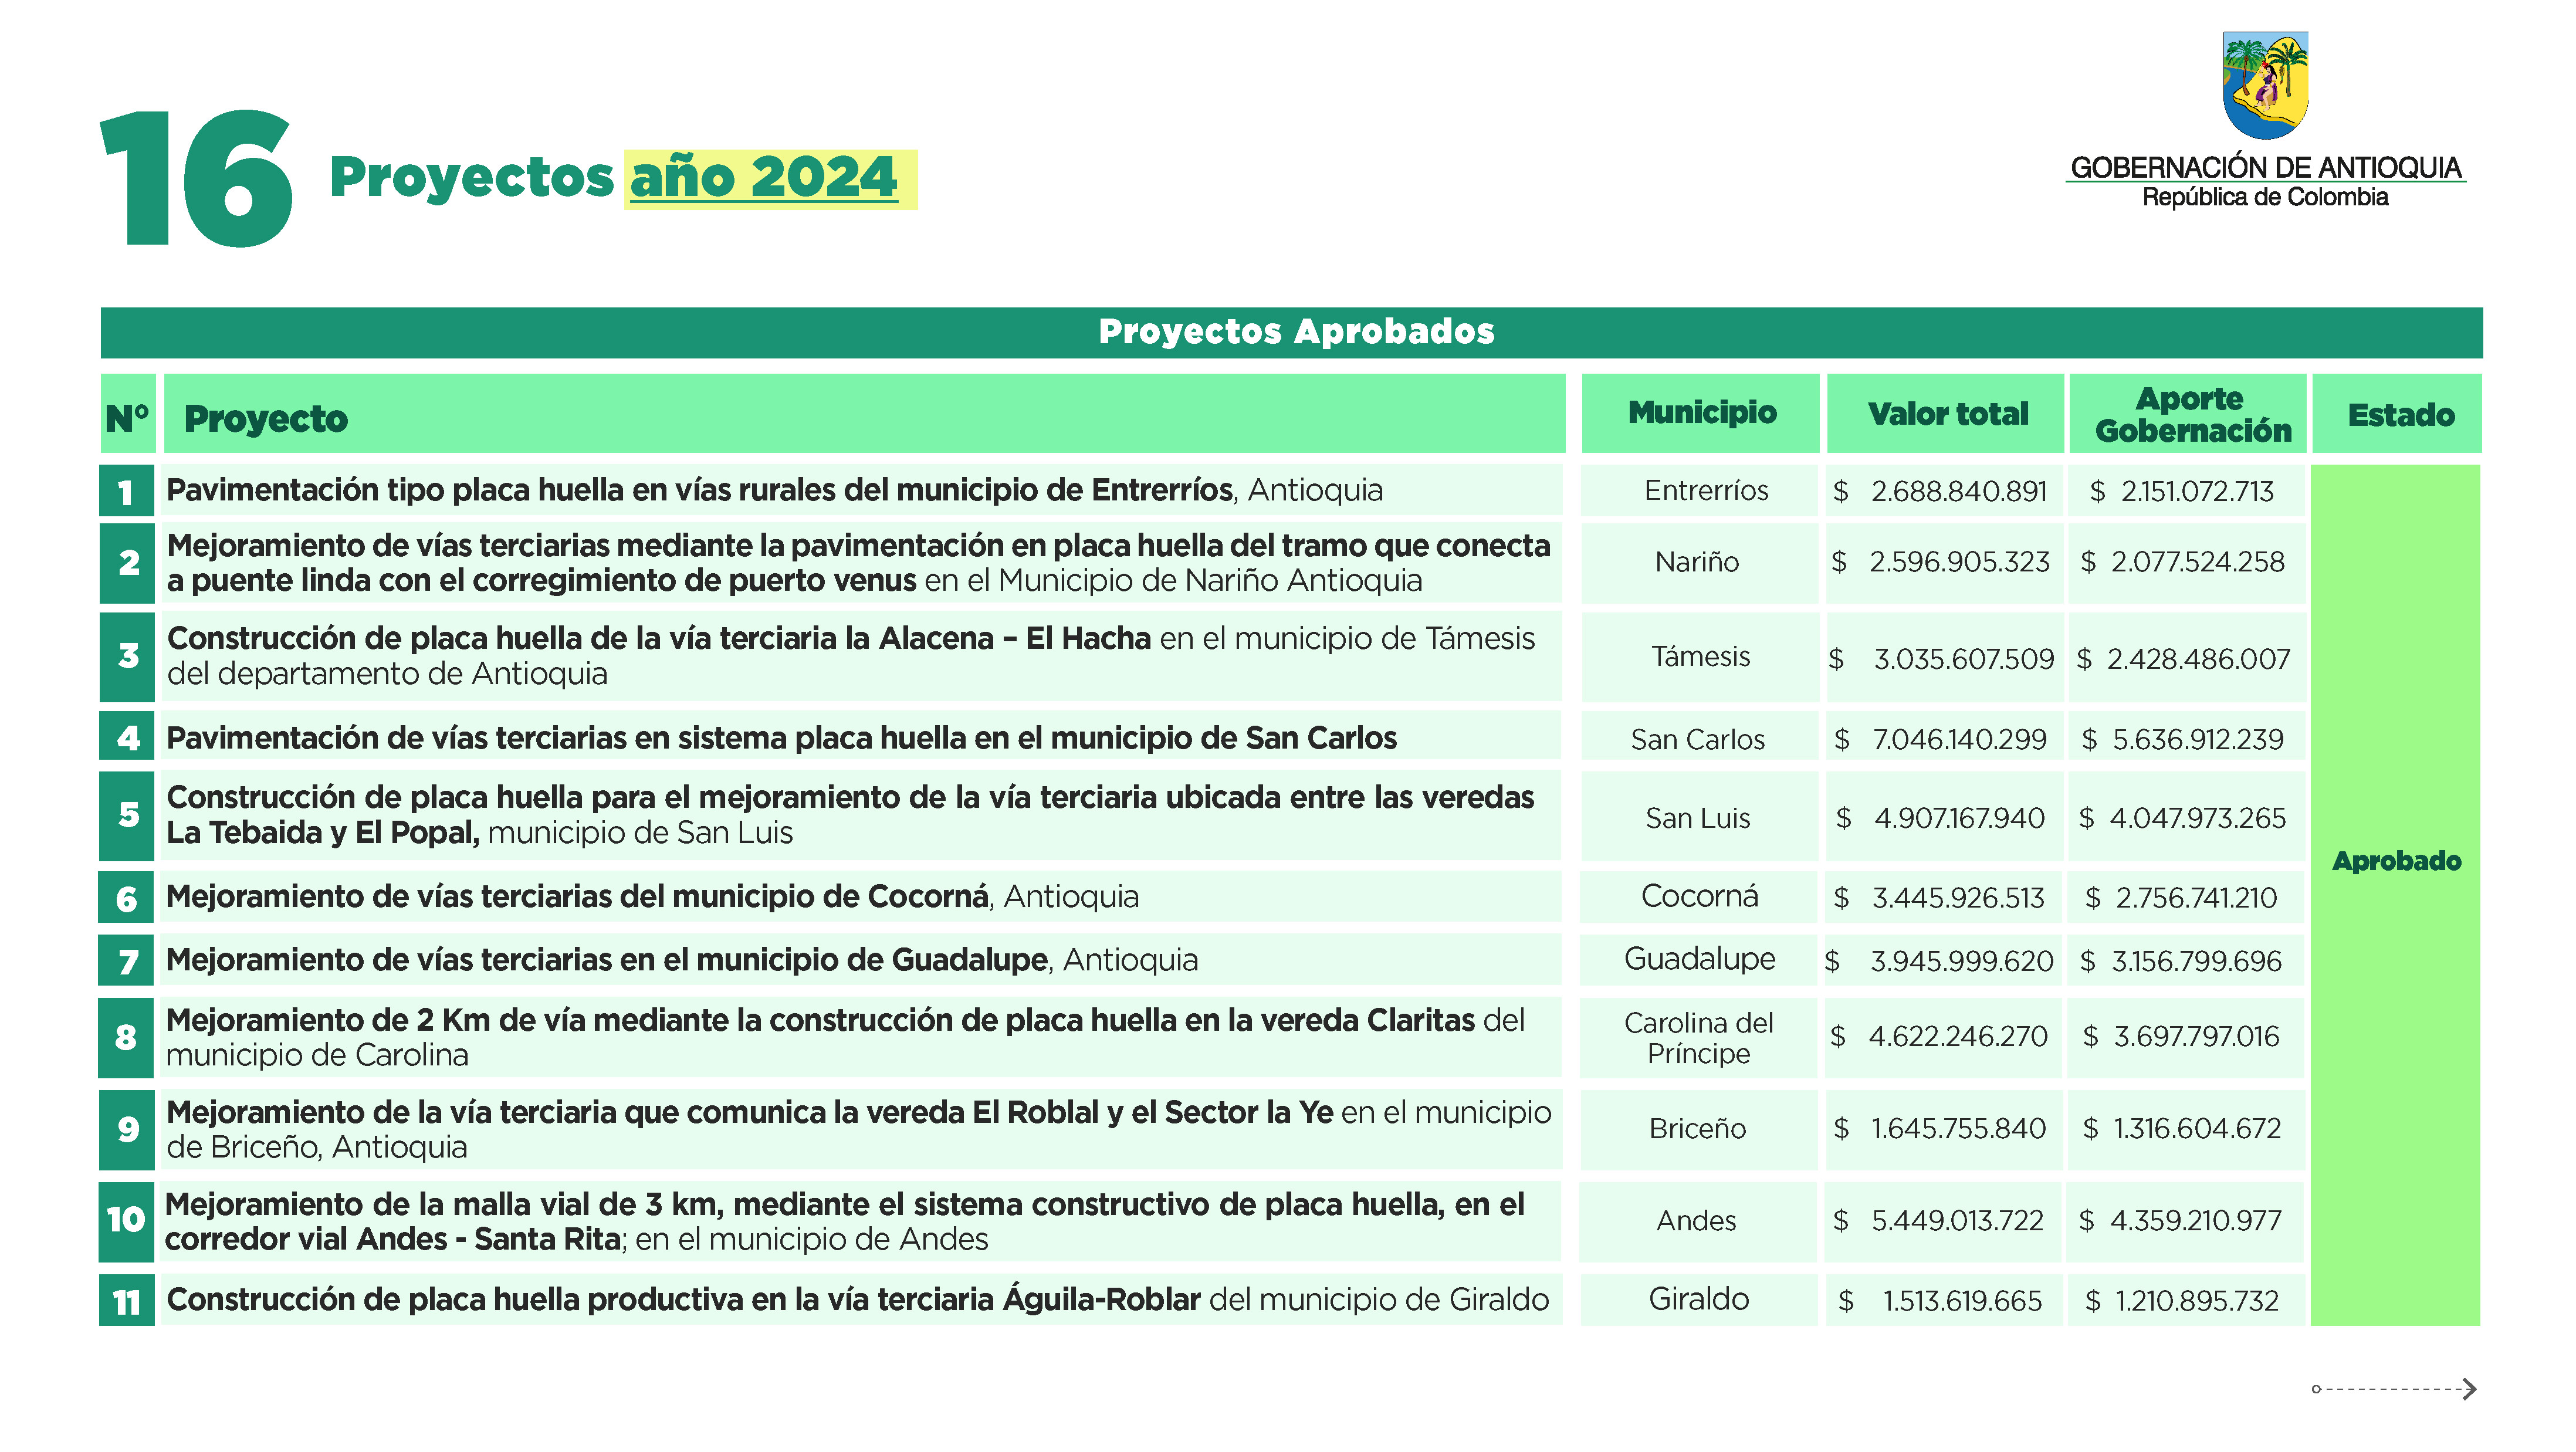 16
Proyectos año 2024
GOBERNACIÓN DE ANTIOQUIA
República de Colombia
Proyectos Aprobados
Nº Proyecto Municipio Valor total Aporte Gobernación Estado
1 Pavimentación tipo placa huella en vías rurales del municipio de Entrerríos, Antioquia Entrerríos $ 2.688.840.891 $ 2.151.072.713
2 Mejoramiento de vías terciarias mediante la pavimentación en placa huella del tramo que conecta
a puente linda con el corregimiento de puerto venus en el Municipio de Nariño Antioquia Nariño $ 2.596.905.323 $ 2.077.524.258
3 Construcción de placa huella de la vía terciaria la Alacena – El Hacha en el municipio de Támesis
del departamento de Antioquia Támesis $ 3.035.607.509 $ 2.428.486.007
4 Pavimentación de vías terciarias en sistema placa huella en el municipio de San Carlos San Carlos $ 7.046.140.299 $ 5.636.912.239
5 Construcción de placa huella para el mejoramiento de la vía terciaria ubicada entre las veredas
La Tebaida y El Popal, municipio de San Luis San Luis $ 4.907.167.940 $ 4.047.973.265
Aprobado
6 Mejoramiento de vías terciarias del municipio de Cocorná, Antioquia Cocorná $ 3.445.926.513 $ 2.756.741.210
7 Mejoramiento de vías terciarias en el municipio de Guadalupe, Antioquia Guadalupe $ 3.945.999.620 $ 3.156.799.696
8 Mejoramiento de 2 Km de vía mediante la construcción de placa huella en la vereda Claritas del
municipio de Carolina Carolina del Príncipe $ 4.622.246.270 $ 3.697.797.016
9 Mejoramiento de la vía terciaria que comunica la vereda El Roblal y el Sector la Ye en el municipio
de Briceño, Antioquia Briceño $ 1.645.755.840 $ 1.316.604.672
10 Mejoramiento de la malla vial de 3 km, mediante el sistema constructivo de placa huella, en el
corredor vial Andes - Santa Rita; en el municipio de Andes Andes $ 5.449.013.722 $ 4.359.210.977
11 Construcción de placa huella productiva en la vía terciaria Águila-Roblar del municipio de Giraldo Giraldo $ 1.513.619.665 $ 1.210.895.732